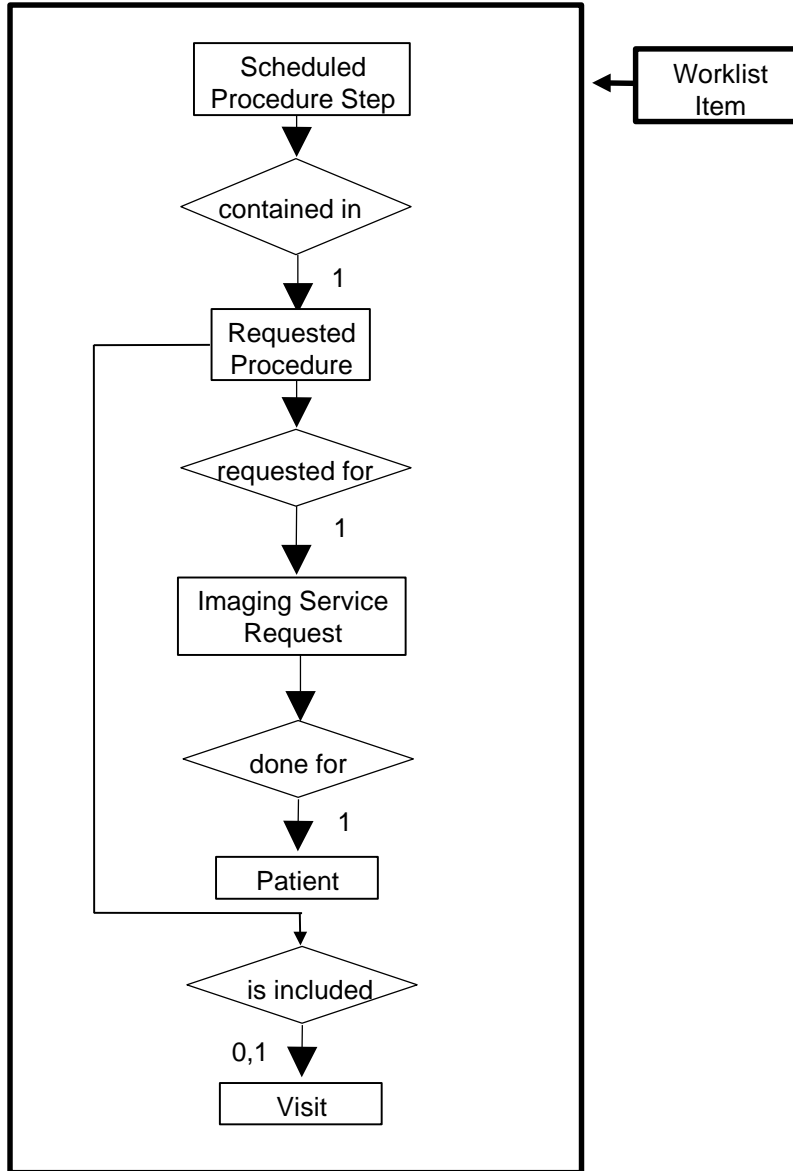 Scheduled
Procedure Step
Worklist
Item
contained in
1
Requested
Procedure
requested for
1
Imaging Service
Request
done for
1
Patient
is included
0,1
Visit